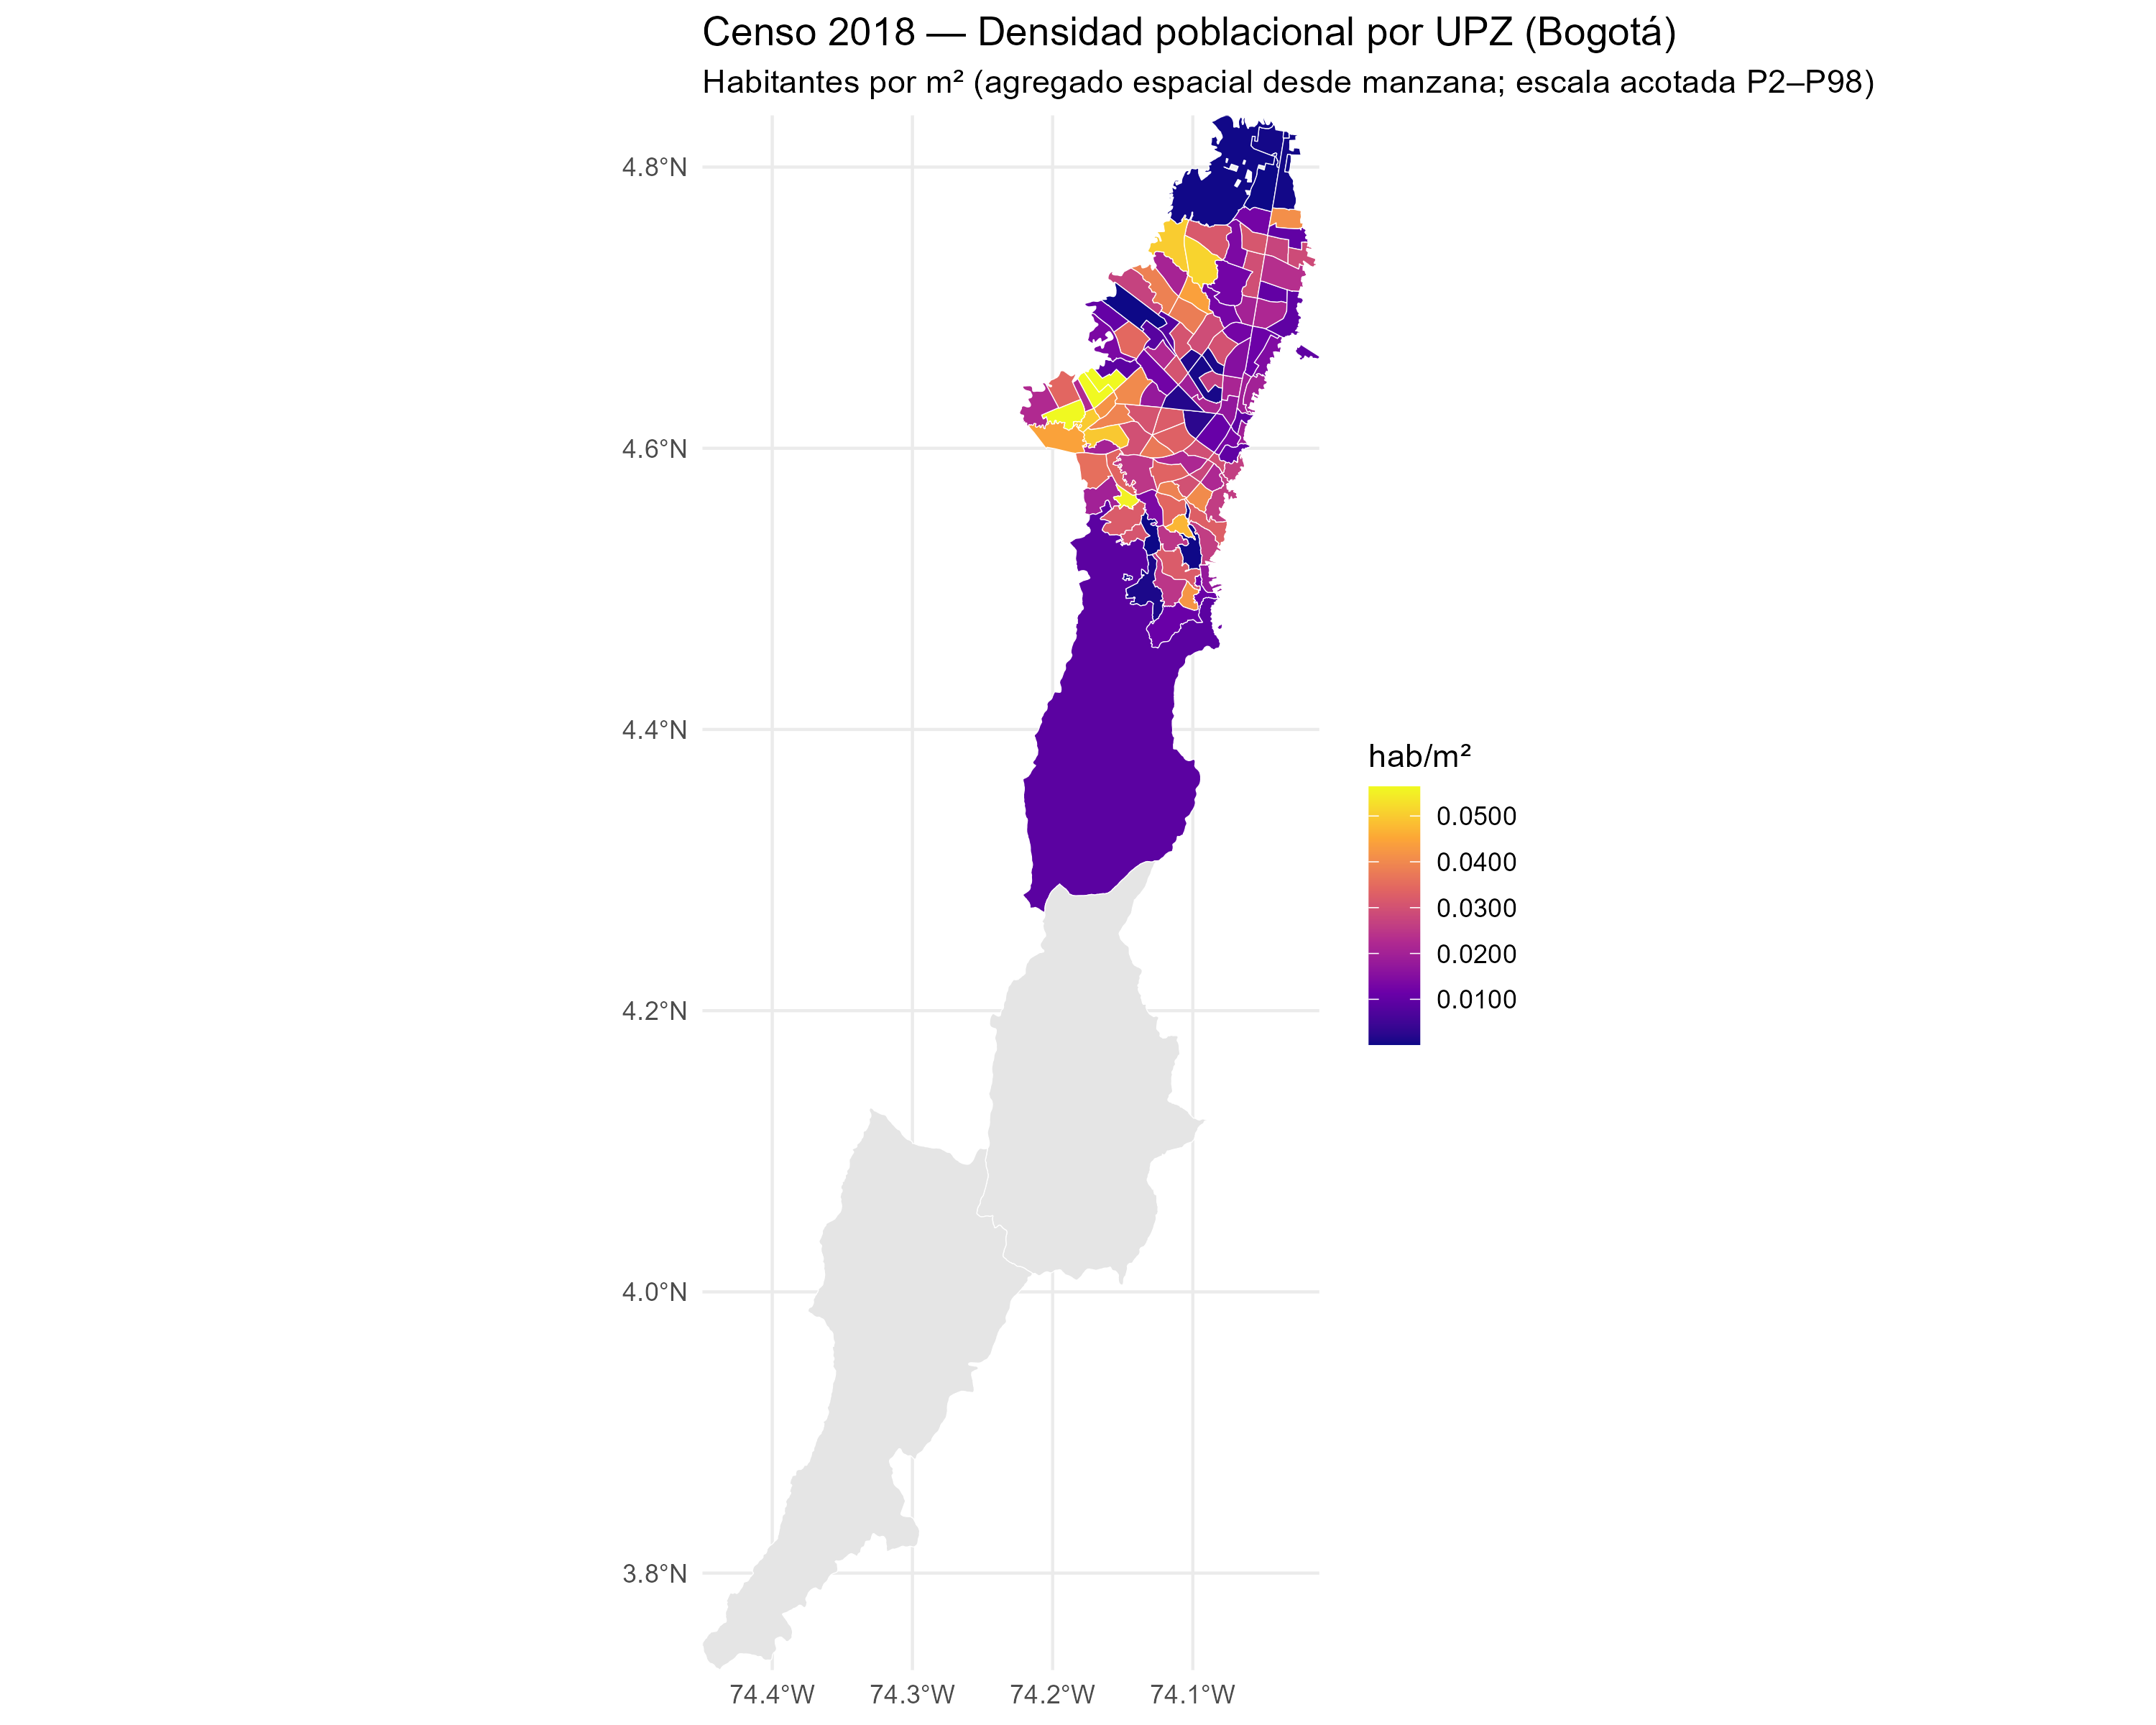 Censo 2018 — Densidad poblacional por UPZ (Bogotá)
Habitantes por m² (agregado espacial desde manzana; escala acotada P2–P98)
4.8°N
4.6°N
4.4°N
4.2°N
4.0°N
3.8°N
74.4°W
74.3°W
74.2°W
74.1°W
hab/m²
0.0500
0.0400
0.0300
0.0200
0.0100